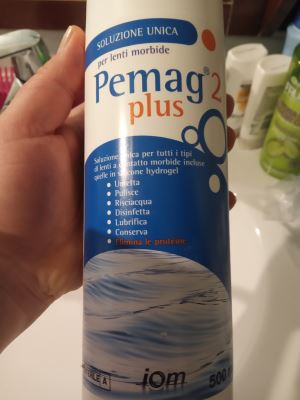 SOLUZIONE UNICA
per lenti morbide
Pemag® 2
plus
Soluzione unica per tutti i tipi
di lenti a contatto morbide incluse
quelle in silicone hydrogel
• Umetta
• Pulisce
• Risciacqua
• Disinfetta
• Lubrifica
• Conserva
• Elimina le proteine
A
iom
500